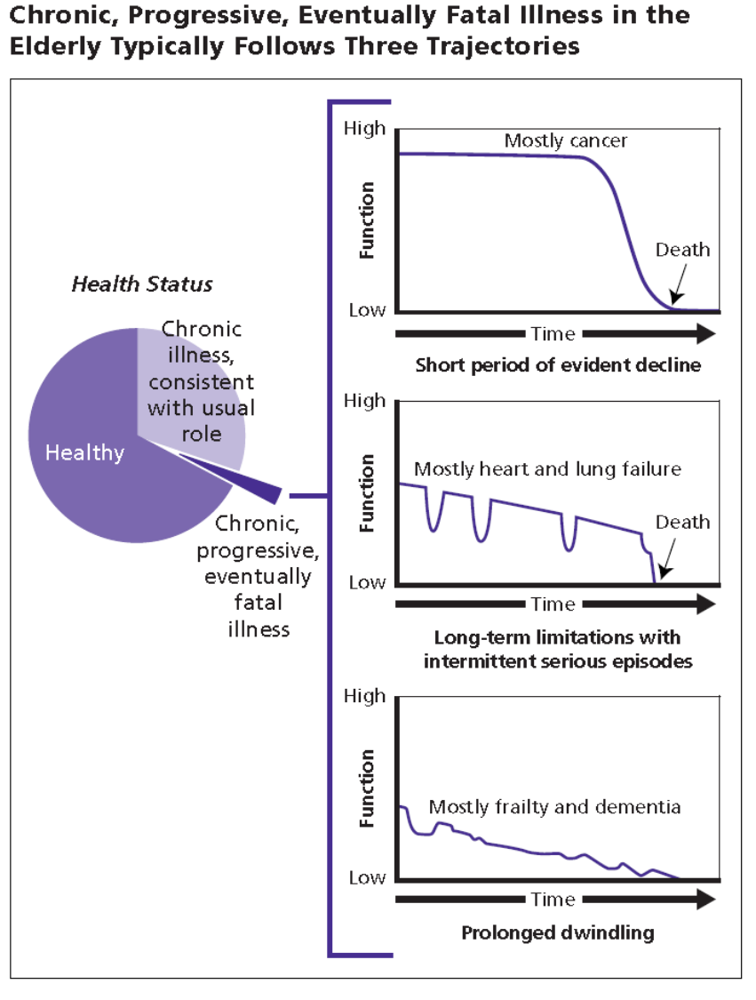 Chronic, Progressive, Eventually Fatal Illness in the
Elderly Typically Follows Three Trajectories
Health Status
Healthy
Chronic
illness,
consistent
with usual
role
Chronic,
progressive,
eventually
fatal
illness
High
Mostly cancer
Function
Death
Low
Time
Short period of evident decline
High
Mostly heart and lung failure
Function
Death
Low
Time
Long-term limitations with
intermittent serious episodes
High
Function
Mostly frailty and dementia
Low
Time
Prolonged dwindling